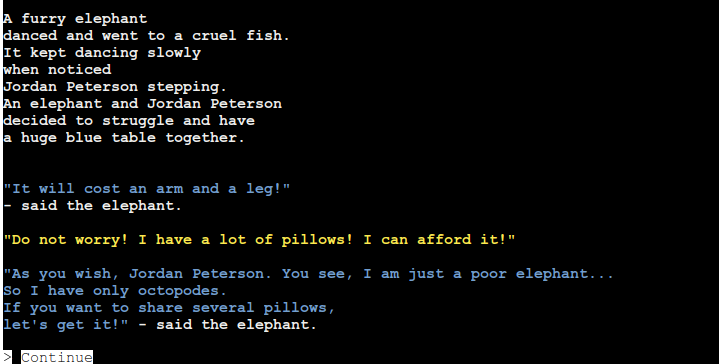 A furry elephant
danced and went to a cruel fish.
It kept dancing slowly
when noticed
Jordan Peterson stepping.
An elephant and Jordan Peterson
decided to struggle and have
a huge blue table together.
"It will cost an arm and a leg!"
- said the elephant.
"Do not worry! I have a lot of pillows! I can afford it!"
"As you wish, Jordan Peterson. You see, I am just a poor elephant...
So I have only octopodes.
If you want to share several pillows,
let's get it!" - said the elephant.
> Continue